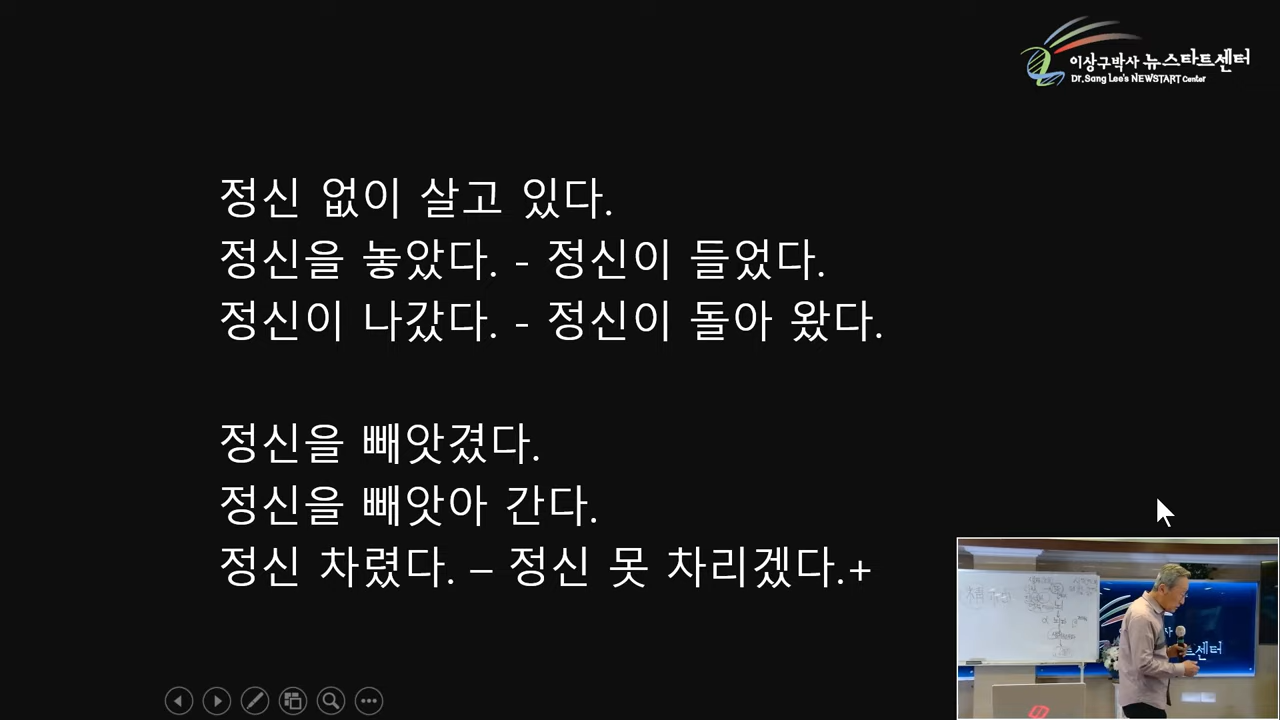 이상구박사 뉴스타트센터
Dr.Sang Lee's NEWSTART Center
정신 없이 살고 있다.
정신을 놓았다. - 정신이 들었다.
정신이 나갔다. - 정신이 돌아 왔다.
정신을 빼앗겼다.
정신을 빼앗아 간다.
정신 차렸다. – 정신 못 차리겠다.+